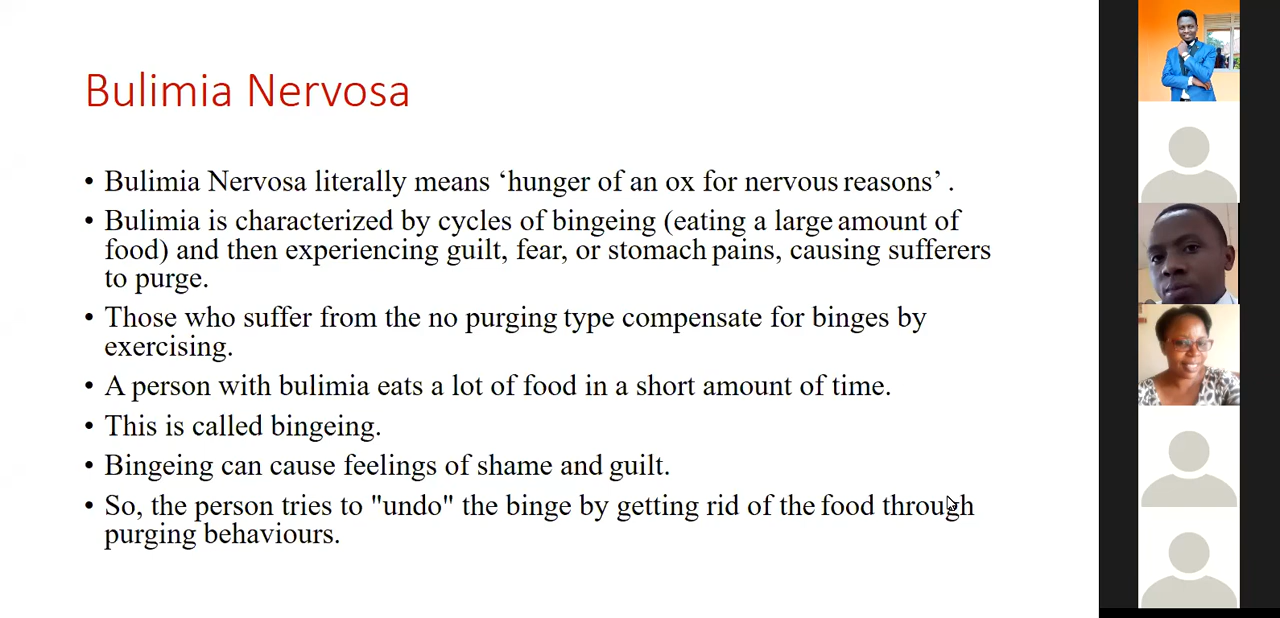 Bulimia Nervosa
• Bulimia Nervosa literally means ‘hunger of an ox for nervous reasons’ .
• Bulimia is characterized by cycles of bingeing (eating a large amount of
food) and then experiencing guilt, fear, or stomach pains, causing sufferers
to purge.
• Those who suffer from the no purging type compensate for binges by
exercising.
• A person with bulimia eats a lot of food in a short amount of time.
• This is called bingeing.
• Bingeing can cause feelings of shame and guilt.
• So, the person tries to "undo" the binge by getting rid of the food through
purging behaviours.